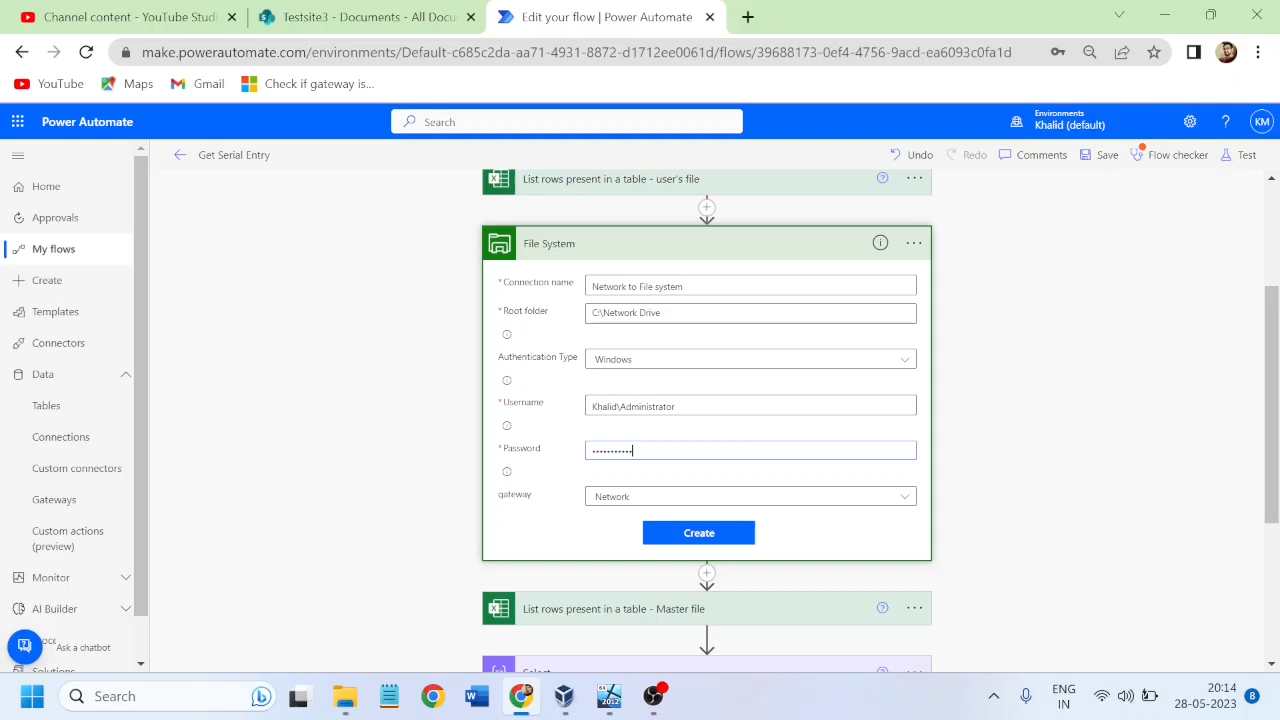 Channel content - YouTube Studi
Testsite3 - Documents - All Docu
Edit your flow | Power Automate
make.powerautomate.com/environments/Default-c685c2da-aa71-4931-8872-d1712ee0061d/flows/39688173-0ef4-4756-9acd-ea6093c0fa1d
YouTube
Maps
Gmail
Check if gateway is...
Power Automate
Search
Environments
Khalid (default)
KM
Get Serial Entry
Undo
Redo
Comments
Save
Flow checker
Test
Home
Approvals
My flows
Create
Templates
Connectors
Data
Tables
Connections
Custom connectors
Gateways
Custom actions
(preview)
Monitor
AI Builder
Ask a chatbot
Solutions
List rows present in a table - user's file
File System
*Connection name
Network to File system
*Root folder
C:\Network Drive
Authentication Type
Windows
*Username
Khalid\Administrator
*Password
•••••••••••
gateway
Network
Create
List rows present in a table - Master file
Select
Search
64
2012
ENG
IN
20:14
28-05-2023
8